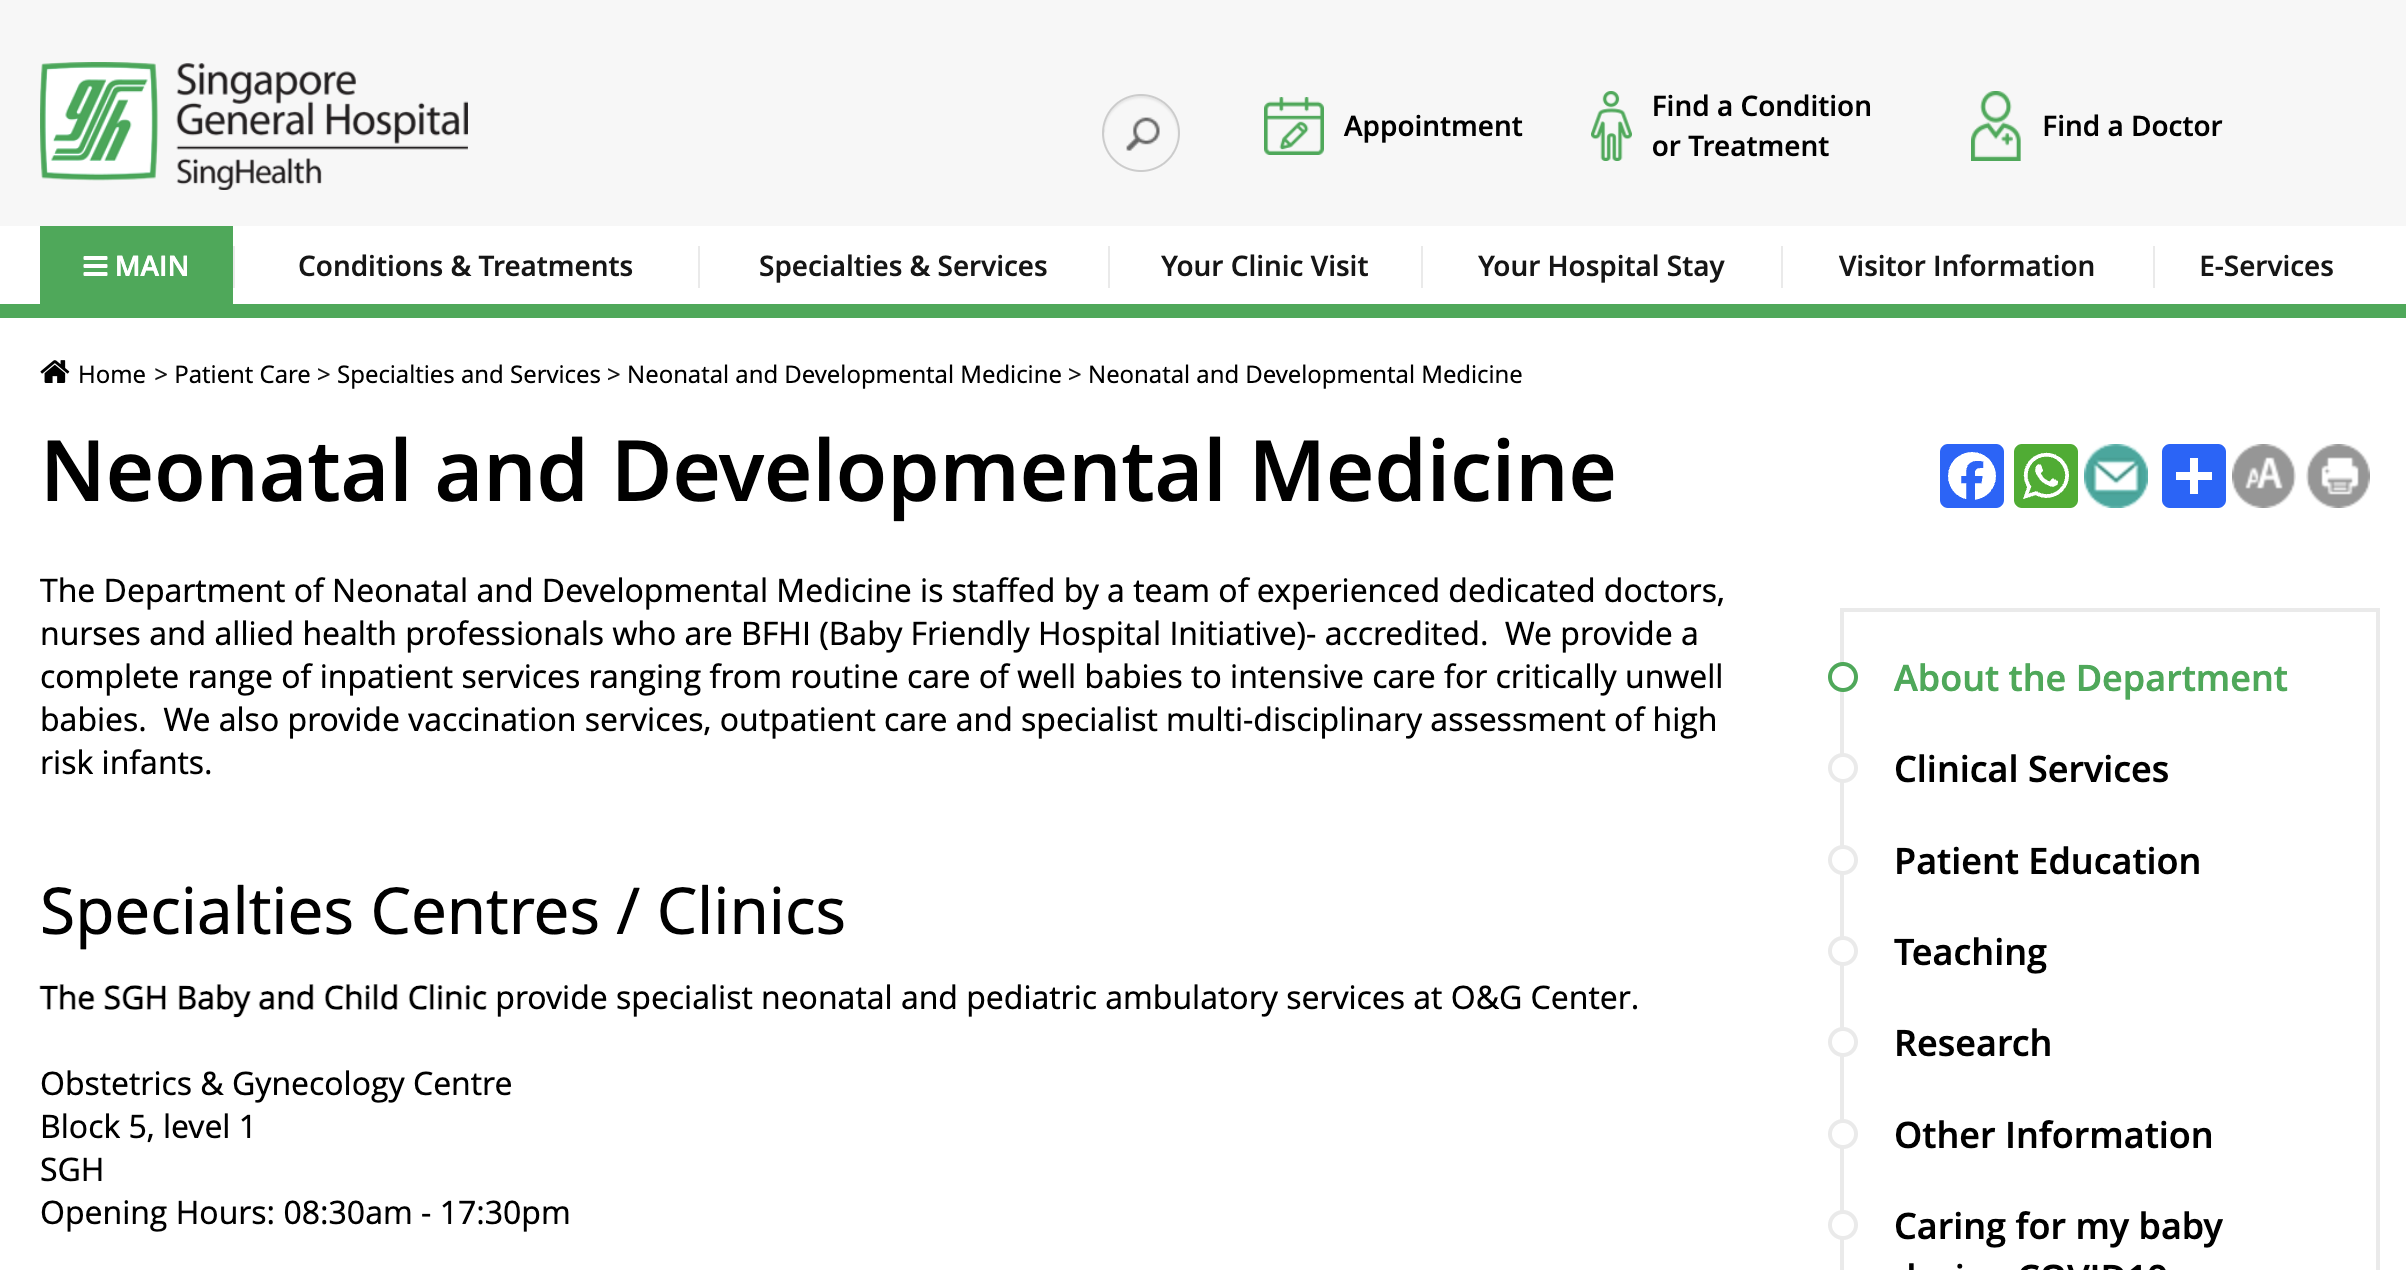 Singapore
General Hospital
SingHealth
Appointment
Find a Condition
or Treatment
Find a Doctor
MAIN
Conditions & Treatments
Specialties & Services
Your Clinic Visit
Your Hospital Stay
Visitor Information
E-Services
Home > Patient Care > Specialties and Services > Neonatal and Developmental Medicine > Neonatal and Developmental Medicine
Neonatal and Developmental Medicine
AA
The Department of Neonatal and Developmental Medicine is staffed by a team of experienced dedicated doctors,
nurses and allied health professionals who are BFHI (Baby Friendly Hospital Initiative)- accredited.  We provide a
complete range of inpatient services ranging from routine care of well babies to intensive care for critically unwell
babies.  We also provide vaccination services, outpatient care and specialist multi-disciplinary assessment of high
risk infants.
Specialties Centres / Clinics
The SGH Baby and Child Clinic provide specialist neonatal and pediatric ambulatory services at O&G Center.
Obstetrics & Gynecology Centre
Block 5, level 1
SGH
Opening Hours: 08:30am - 17:30pm
About the Department
Clinical Services
Patient Education
Teaching
Research
Other Information
Caring for my baby
during COVID19